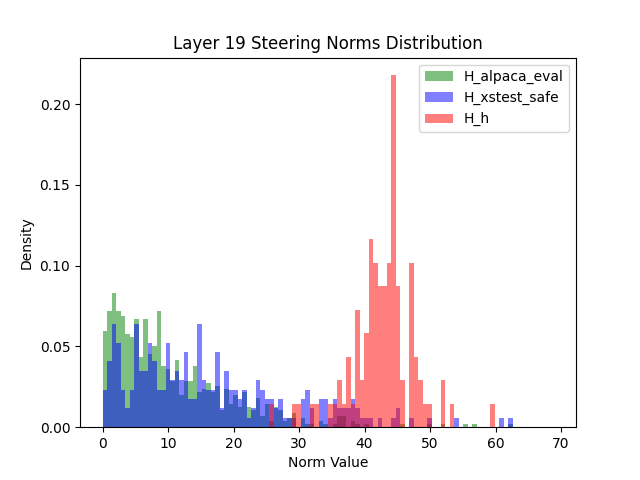 Layer 19 Steering Norms Distribution
H_alpaca_eval
H_xstest_safe
H_h
Density
0.20
0.15
0.10
0.05
0.00
0 10 20 30 40 50 60 70
Norm Value